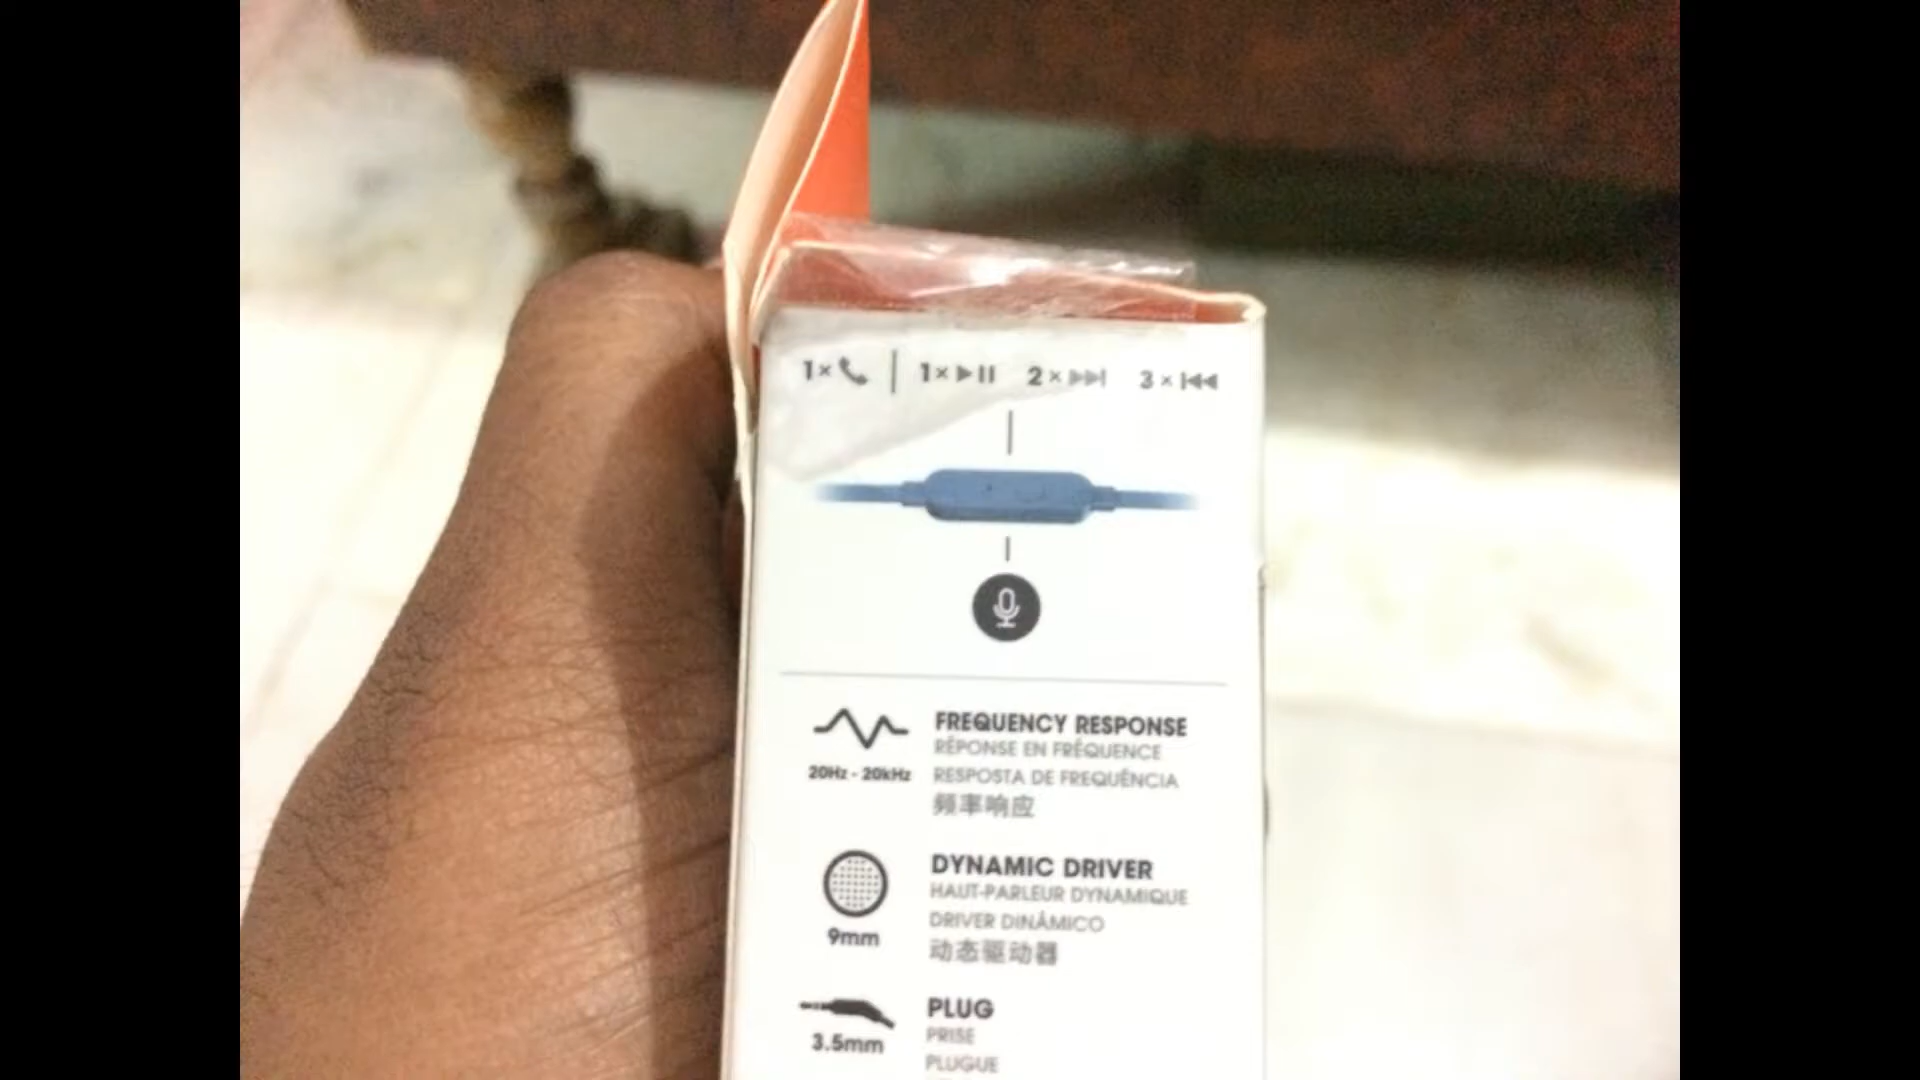 1× | 1× 2× 3×
FREQUENCY RESPONSE
RÉPONSE EN FRÉQUENCE
20Hz - 20kHz
RESPOSTA DE FREQUÊNCIA
频率响应
DYNAMIC DRIVER
HAUT-PARLEUR DYNAMIQUE
DRIVER DINÂMICO
9mm
动态驱动器
PLUG
PRISE
3.5mm
PLUGUE